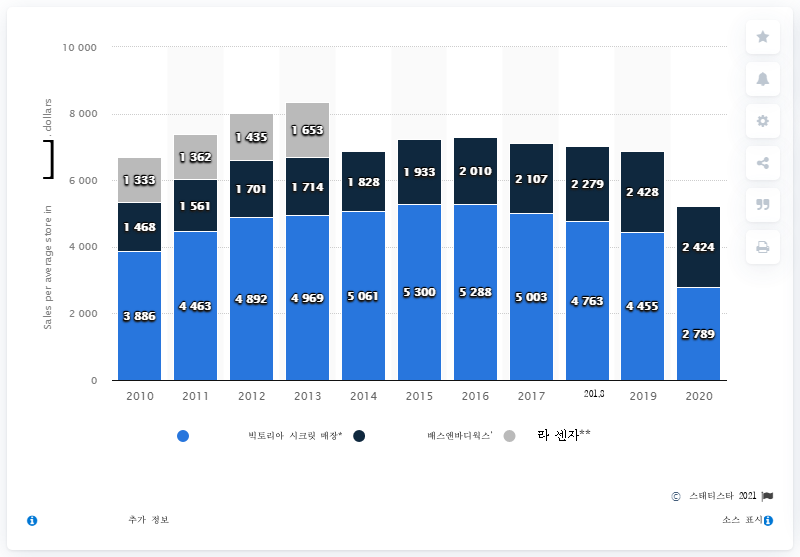 10 000
8 000
6 000
4 000
2 000
0
Sales per average store in ] . dollars
1 333 1 362 1 435 1 653
1 468 1 561 1 701 1 714 1 828 1 933 2 010 2 107 2 279 2 428 2 424
3 886 4 463 4 892 4 969 5 061 5 300 5 288 5 003 4 763 4 455 2 789
2010 2011 2012 2013 2014 2015 2016 2017 2018 2019 2020
빅토리아 시크릿 매장* 배스앤바디웍스' 라 센자**
© 스태티스타 2021
추가 정보 소스 표시